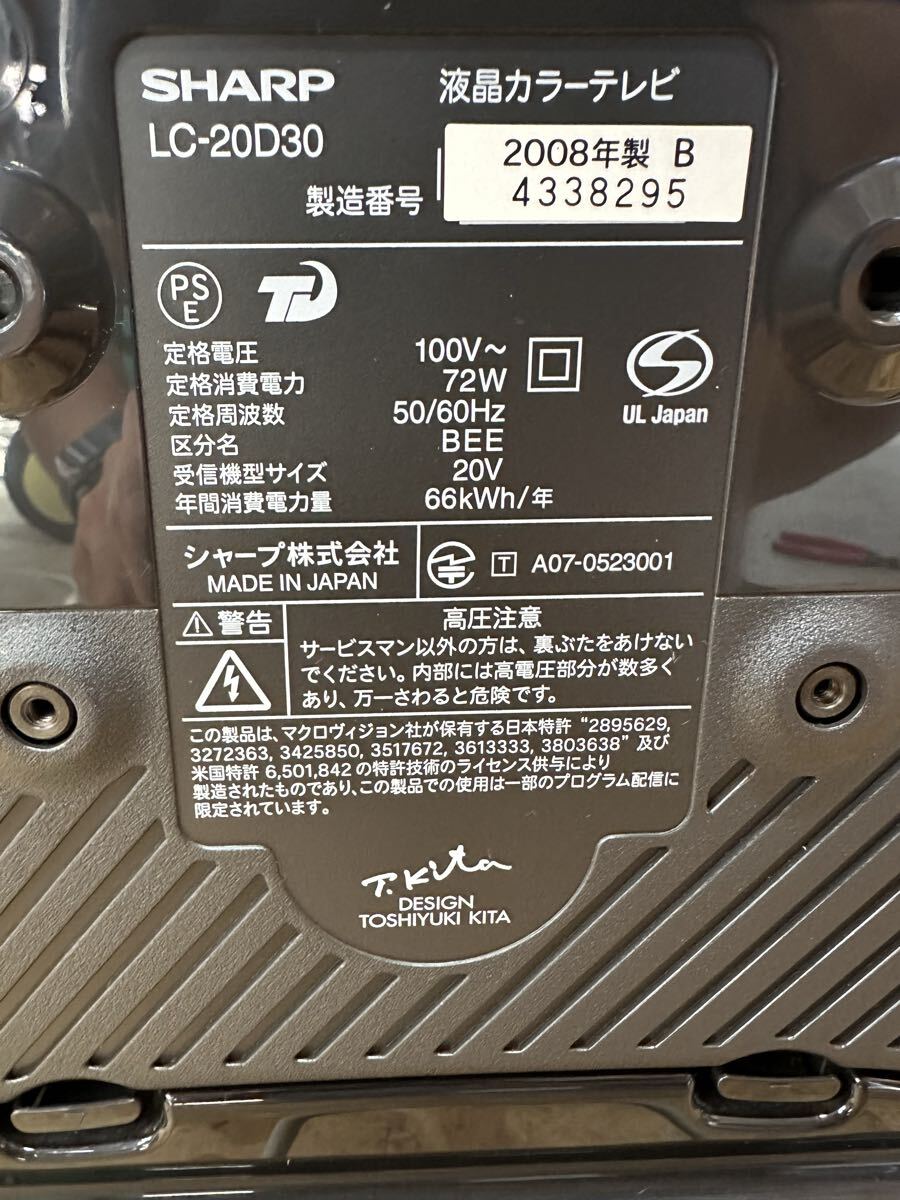 SHARP 液晶カラーテレビ
LC-20D30
2008年製 B
製造番号 4338295
PS
E
定格電圧 100V~
定格消費電力 72W
定格周波数 50/60Hz
区分名 BEE
受信機型サイズ 20V
年間消費電力量 66kWh/年
UL Japan
シャープ株式会社
MADE IN JAPAN
T A07-0523001
警告
高圧注意
サービスマン以外の方は、裏ぶたをあけない
でください。内部には高電圧部分が数多く
あり、万一さわると危険です。
この製品は、マクロヴィジョン社が保有する日本特許 “2895629,
3272363, 3425850, 3517672, 3613333, 3803638” 及び
米国特許 6,501,842 の特許技術のライセンス供与により
製造されたものであり、この製品での使用は一部のプログラム配信に
限定されています。
T. Kita
DESIGN
TOSHIYUKI KITA